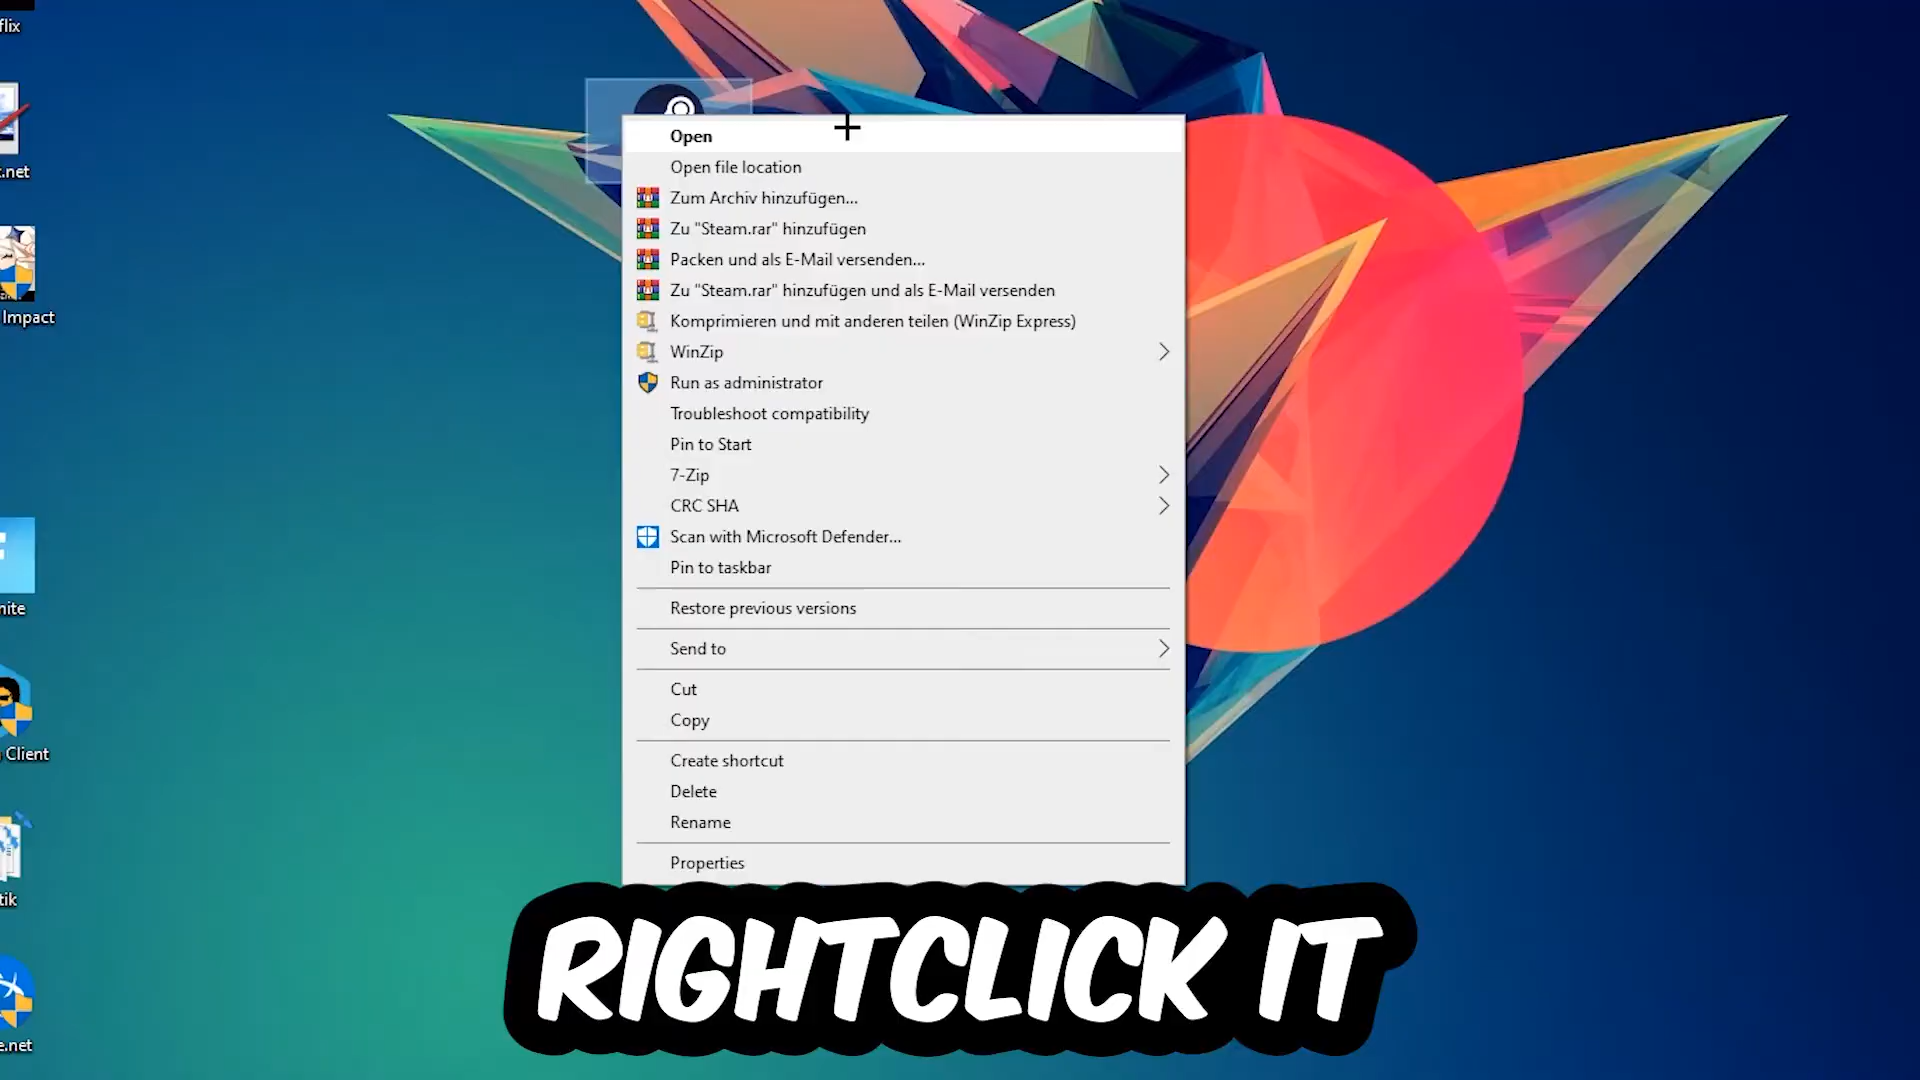 flix
.net
Impact
nite
Client
tik
e.net
Open
Open file location
Zum Archiv hinzufügen...
Zu "Steam.rar" hinzufügen
Packen und als E-Mail versenden...
Zu "Steam.rar" hinzufügen und als E-Mail versenden
Komprimieren und mit anderen teilen (WinZip Express)
WinZip
Run as administrator
Troubleshoot compatibility
Pin to Start
7-Zip
CRC SHA
Scan with Microsoft Defender...
Pin to taskbar
Restore previous versions
Send to
Cut
Copy
Create shortcut
Delete
Rename
Properties
RIGHTCLICK IT